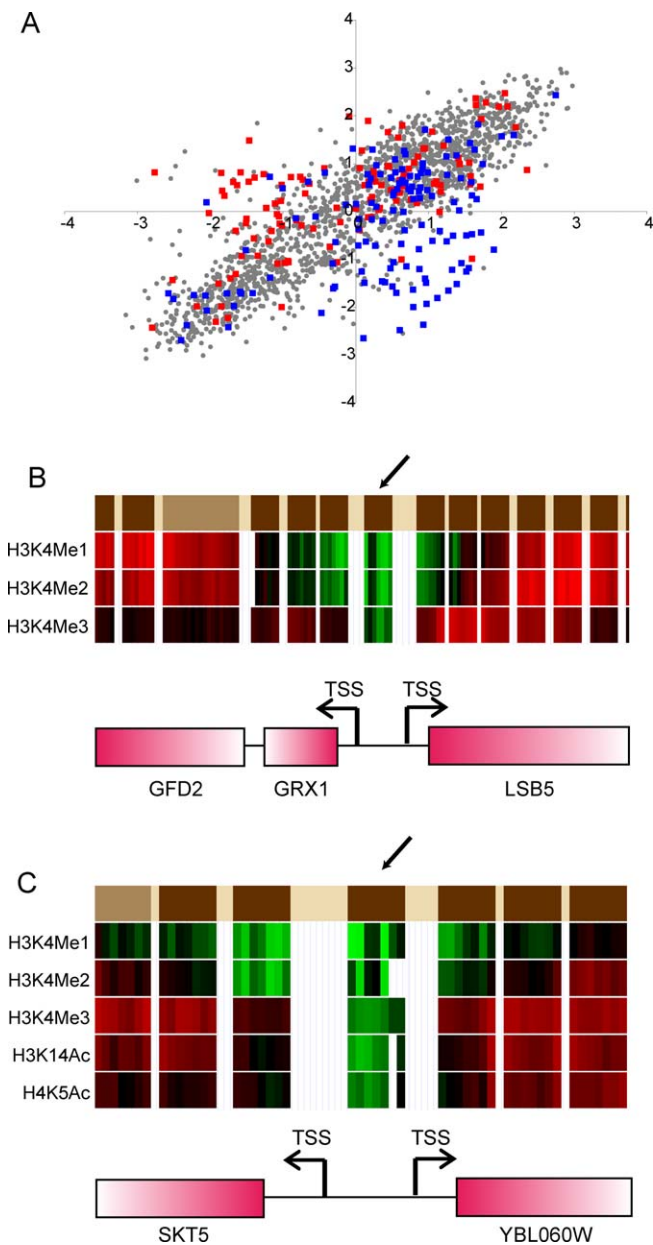 A
4
3
2
1
-4 -3 -2 -1 0 1 2 3 4
-1
-2
-3
-4
B
H3K4Me1
H3K4Me2
H3K4Me3
TSS TSS
GFD2 GRX1 LSB5
C
H3K4Me1
H3K4Me2
H3K4Me3
H3K14Ac
H4K5Ac
TSS TSS
SKT5 YBL060W